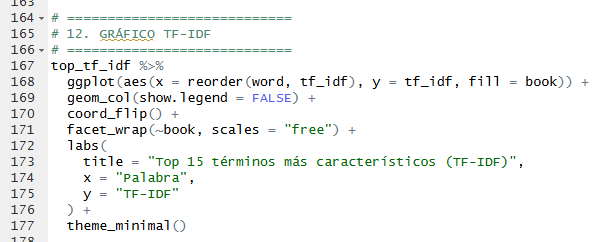 163
164 # =============================
165 # 12. GRÁFICO TF-IDF
166 # =============================
167 top_tf_idf %>%
168   ggplot(aes(x = reorder(word, tf_idf), y = tf_idf, fill = book)) +
169   geom_col(show.legend = FALSE) +
170   coord_flip() +
171   facet_wrap(~book, scales = "free") +
172   labs(
173     title = "Top 15 términos más característicos (TF-IDF)",
174     x = "Palabra",
175     y = "TF-IDF"
176   ) +
177   theme_minimal()
178